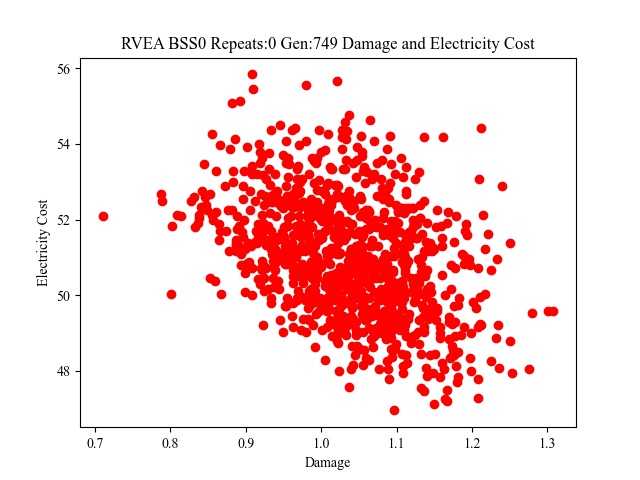 RVEA BSS0 Repeats:0 Gen:749 Damage and Electricity Cost
56
54
52
50
48
Electricity Cost
0.7 0.8 0.9 1.0 1.1 1.2 1.3
Damage